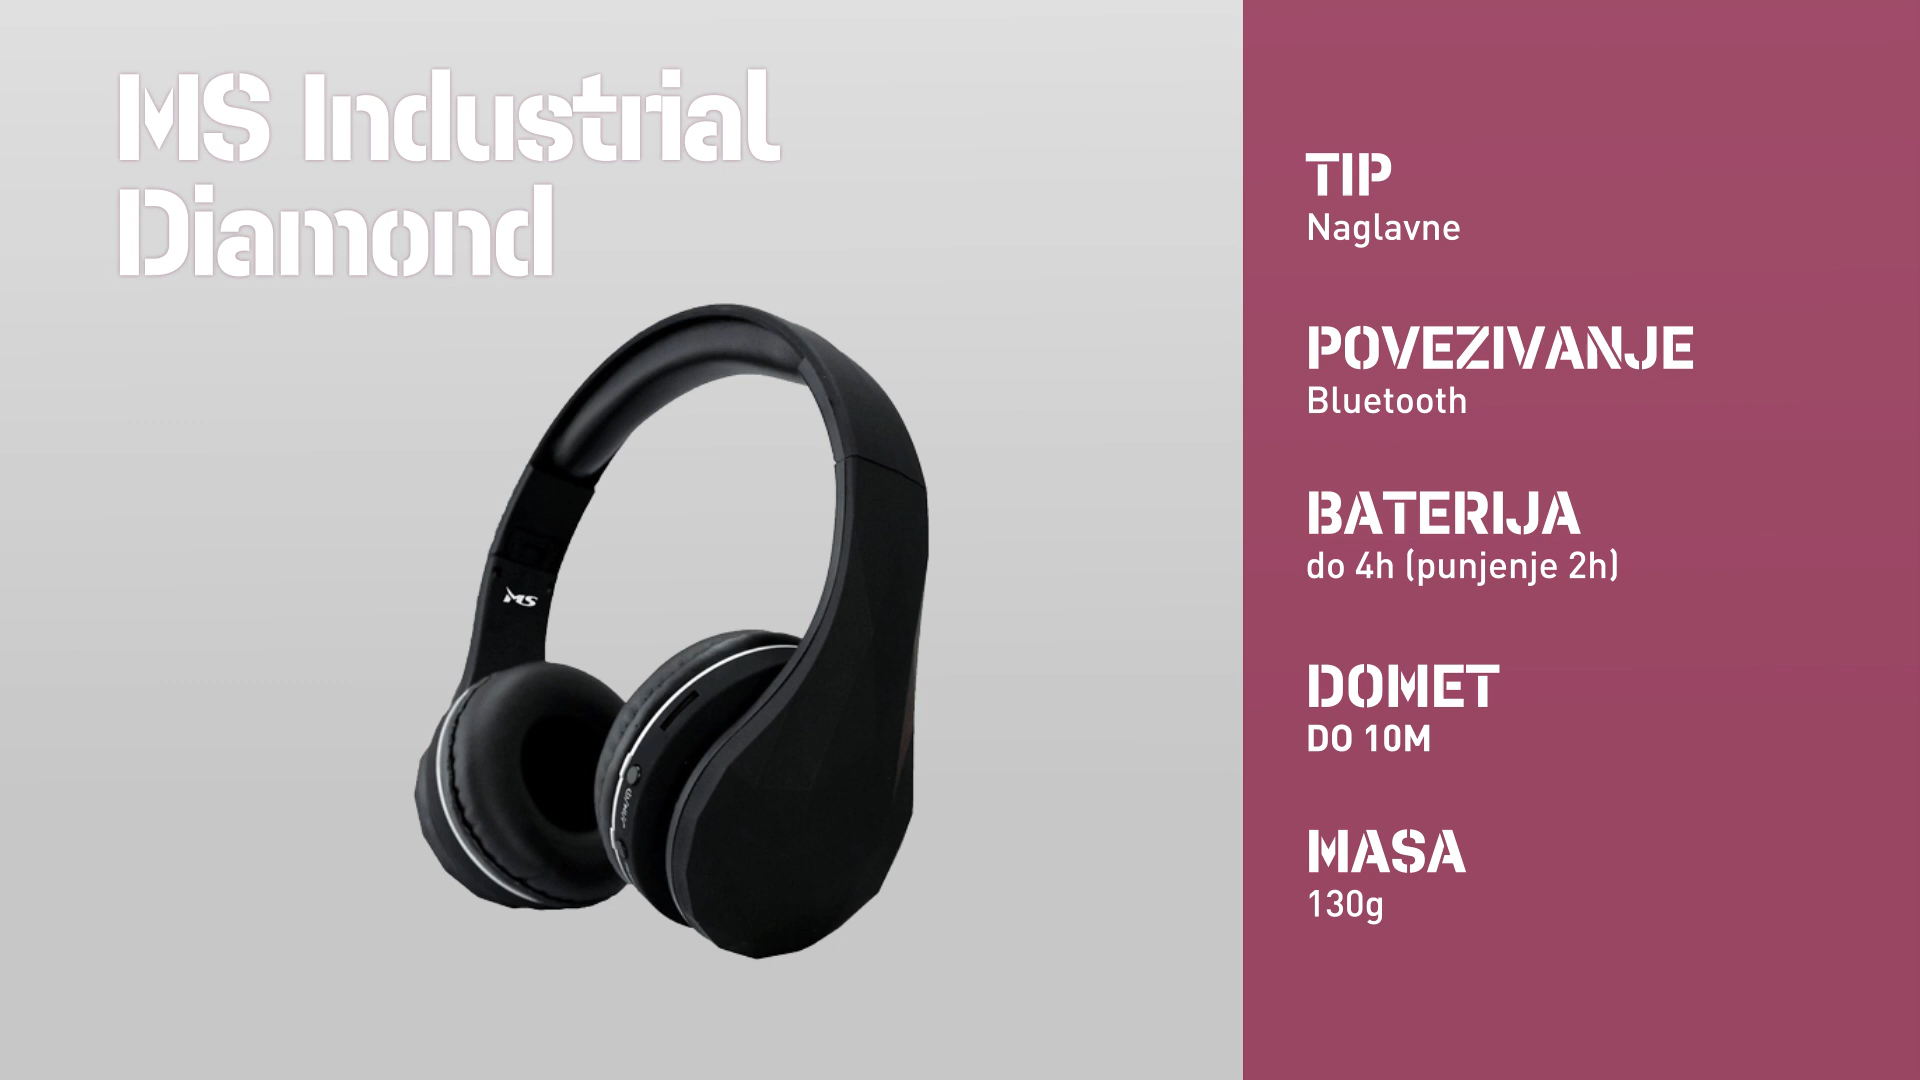 MS Industrial
Diamond
MS
TIP
Naglavne
POVEZIVANJE
Bluetooth
BATERIJA
do 4h (punjenje 2h)
DOMET
DO 10M
MASA
130g